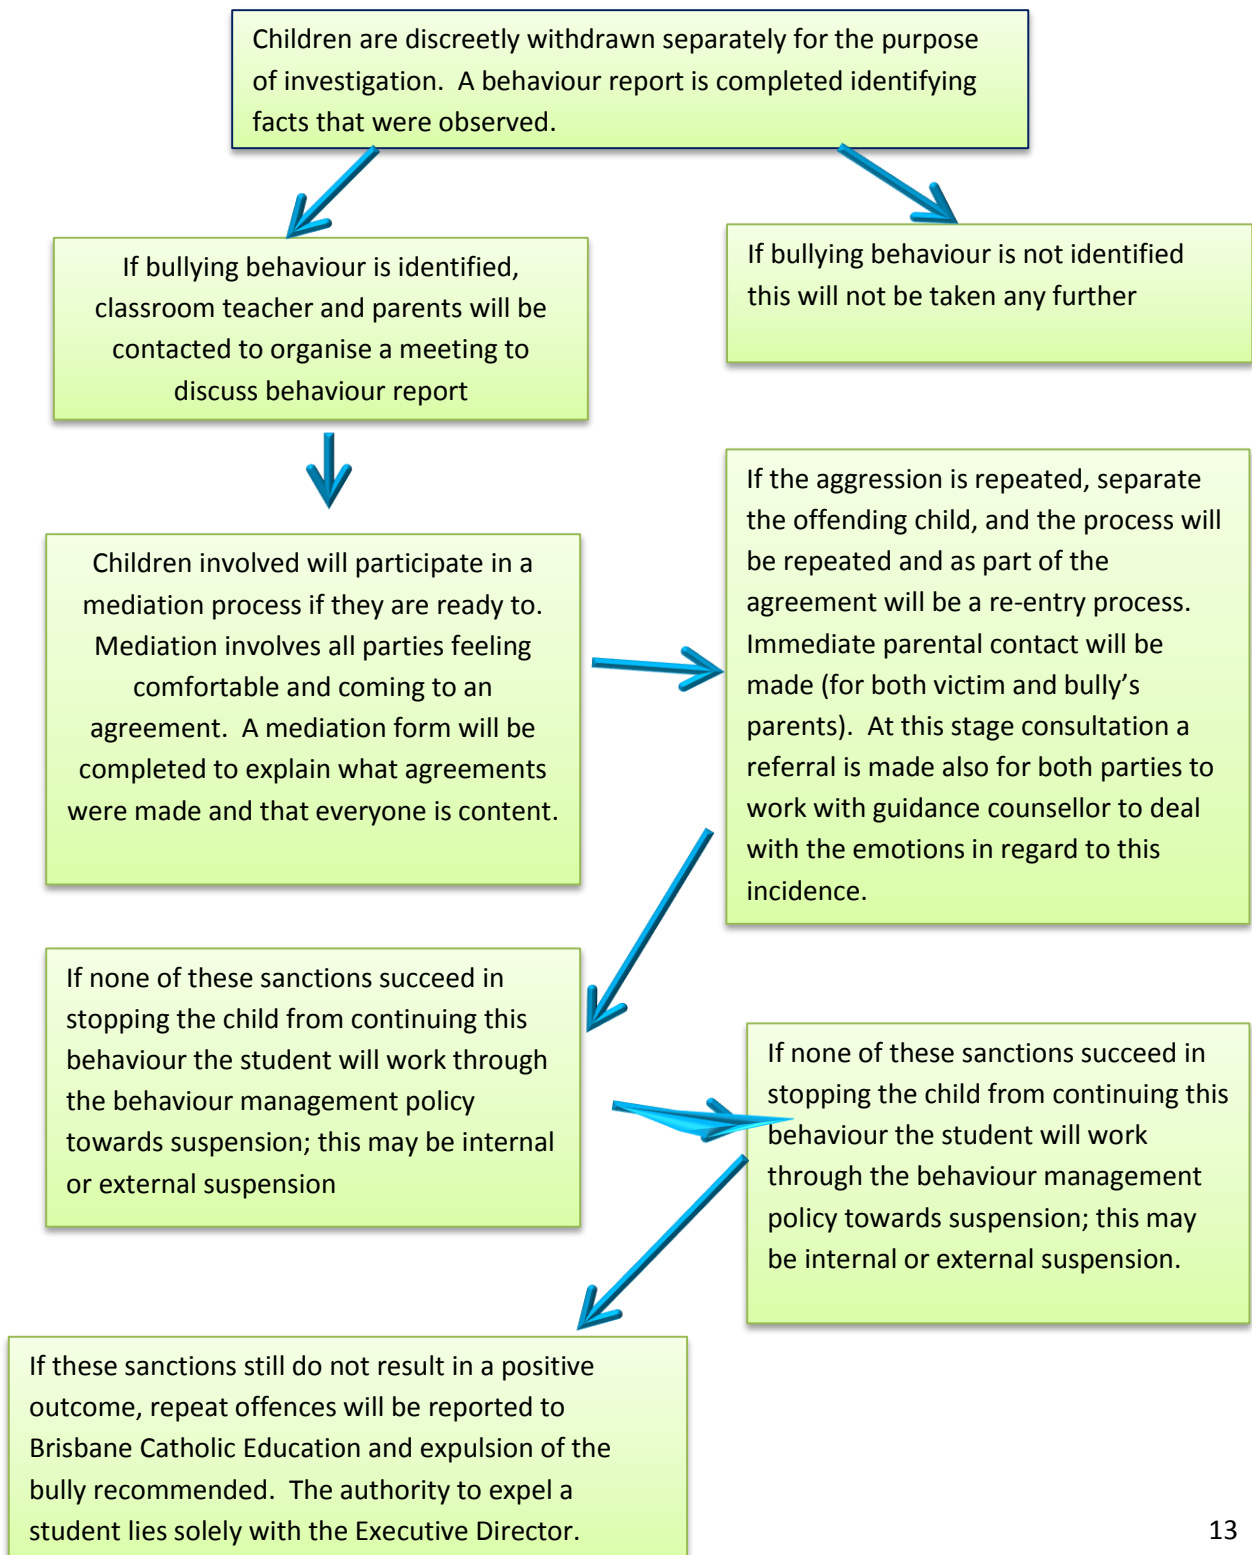 Children are discreetly withdrawn separately for the purpose
of investigation.  A behaviour report is completed identifying
facts that were observed.
If bullying behaviour is identified,
classroom teacher and parents will be
contacted to organise a meeting to
discuss behaviour report
If bullying behaviour is not identified
this will not be taken any further
Children involved will participate in a
mediation process if they are ready to.
Mediation involves all parties feeling
comfortable and coming to an
agreement.  A mediation form will be
completed to explain what agreements
were made and that everyone is content.
If the aggression is repeated, separate
the offending child, and the process will
be repeated and as part of the
agreement will be a re-entry process.
Immediate parental contact will be
made (for both victim and bully’s
parents).  At this stage consultation a
referral is made also for both parties to
work with guidance counsellor to deal
with the emotions in regard to this
incidence.
If none of these sanctions succeed in
stopping the child from continuing this
behaviour the student will work through
the behaviour management policy
towards suspension; this may be internal
or external suspension
If none of these sanctions succeed in
stopping the child from continuing this
behaviour the student will work
through the behaviour management
policy towards suspension; this may
be internal or external suspension.
If these sanctions still do not result in a positive
outcome, repeat offences will be reported to
Brisbane Catholic Education and expulsion of the
bully recommended.  The authority to expel a
student lies solely with the Executive Director.
13